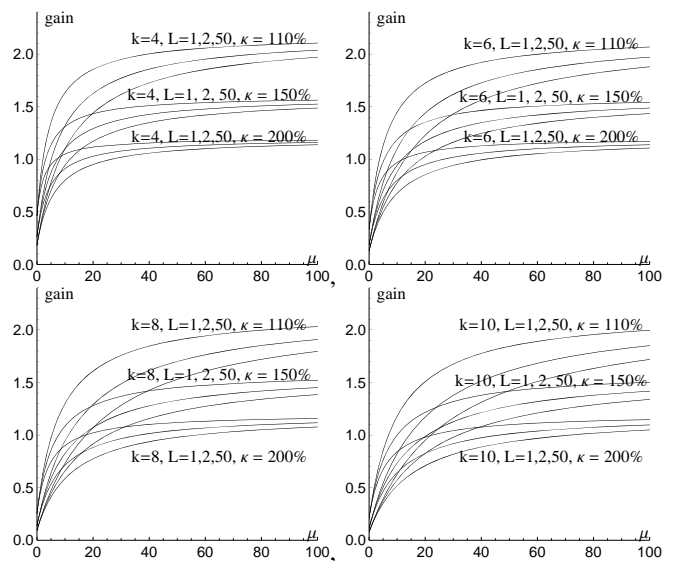 gain
2.0
k=4, L=1,2,50, κ = 110%
1.5
k=4, L=1, 2, 50, κ = 150%
k=4, L=1,2,50, κ = 200%
1.0
0.5
0.0
μ
0 20 40 60 80 100
,
gain
2.0
k=6, L=1,2,50, κ = 110%
1.5
k=6, L=1, 2, 50, κ = 150%
k=6, L=1,2,50, κ = 200%
1.0
0.5
0.0
μ
0 20 40 60 80 100
gain
2.0
k=8, L=1,2,50, κ = 110%
1.5
k=8, L=1, 2, 50, κ = 150%
1.0
k=8, L=1,2,50, κ = 200%
0.5
0.0
μ
0 20 40 60 80 100
,
gain
2.0
k=10, L=1,2,50, κ = 110%
1.5
k=10, L=1, 2, 50, κ = 150%
1.0
k=10, L=1,2,50, κ = 200%
0.5
0.0
μ
0 20 40 60 80 100